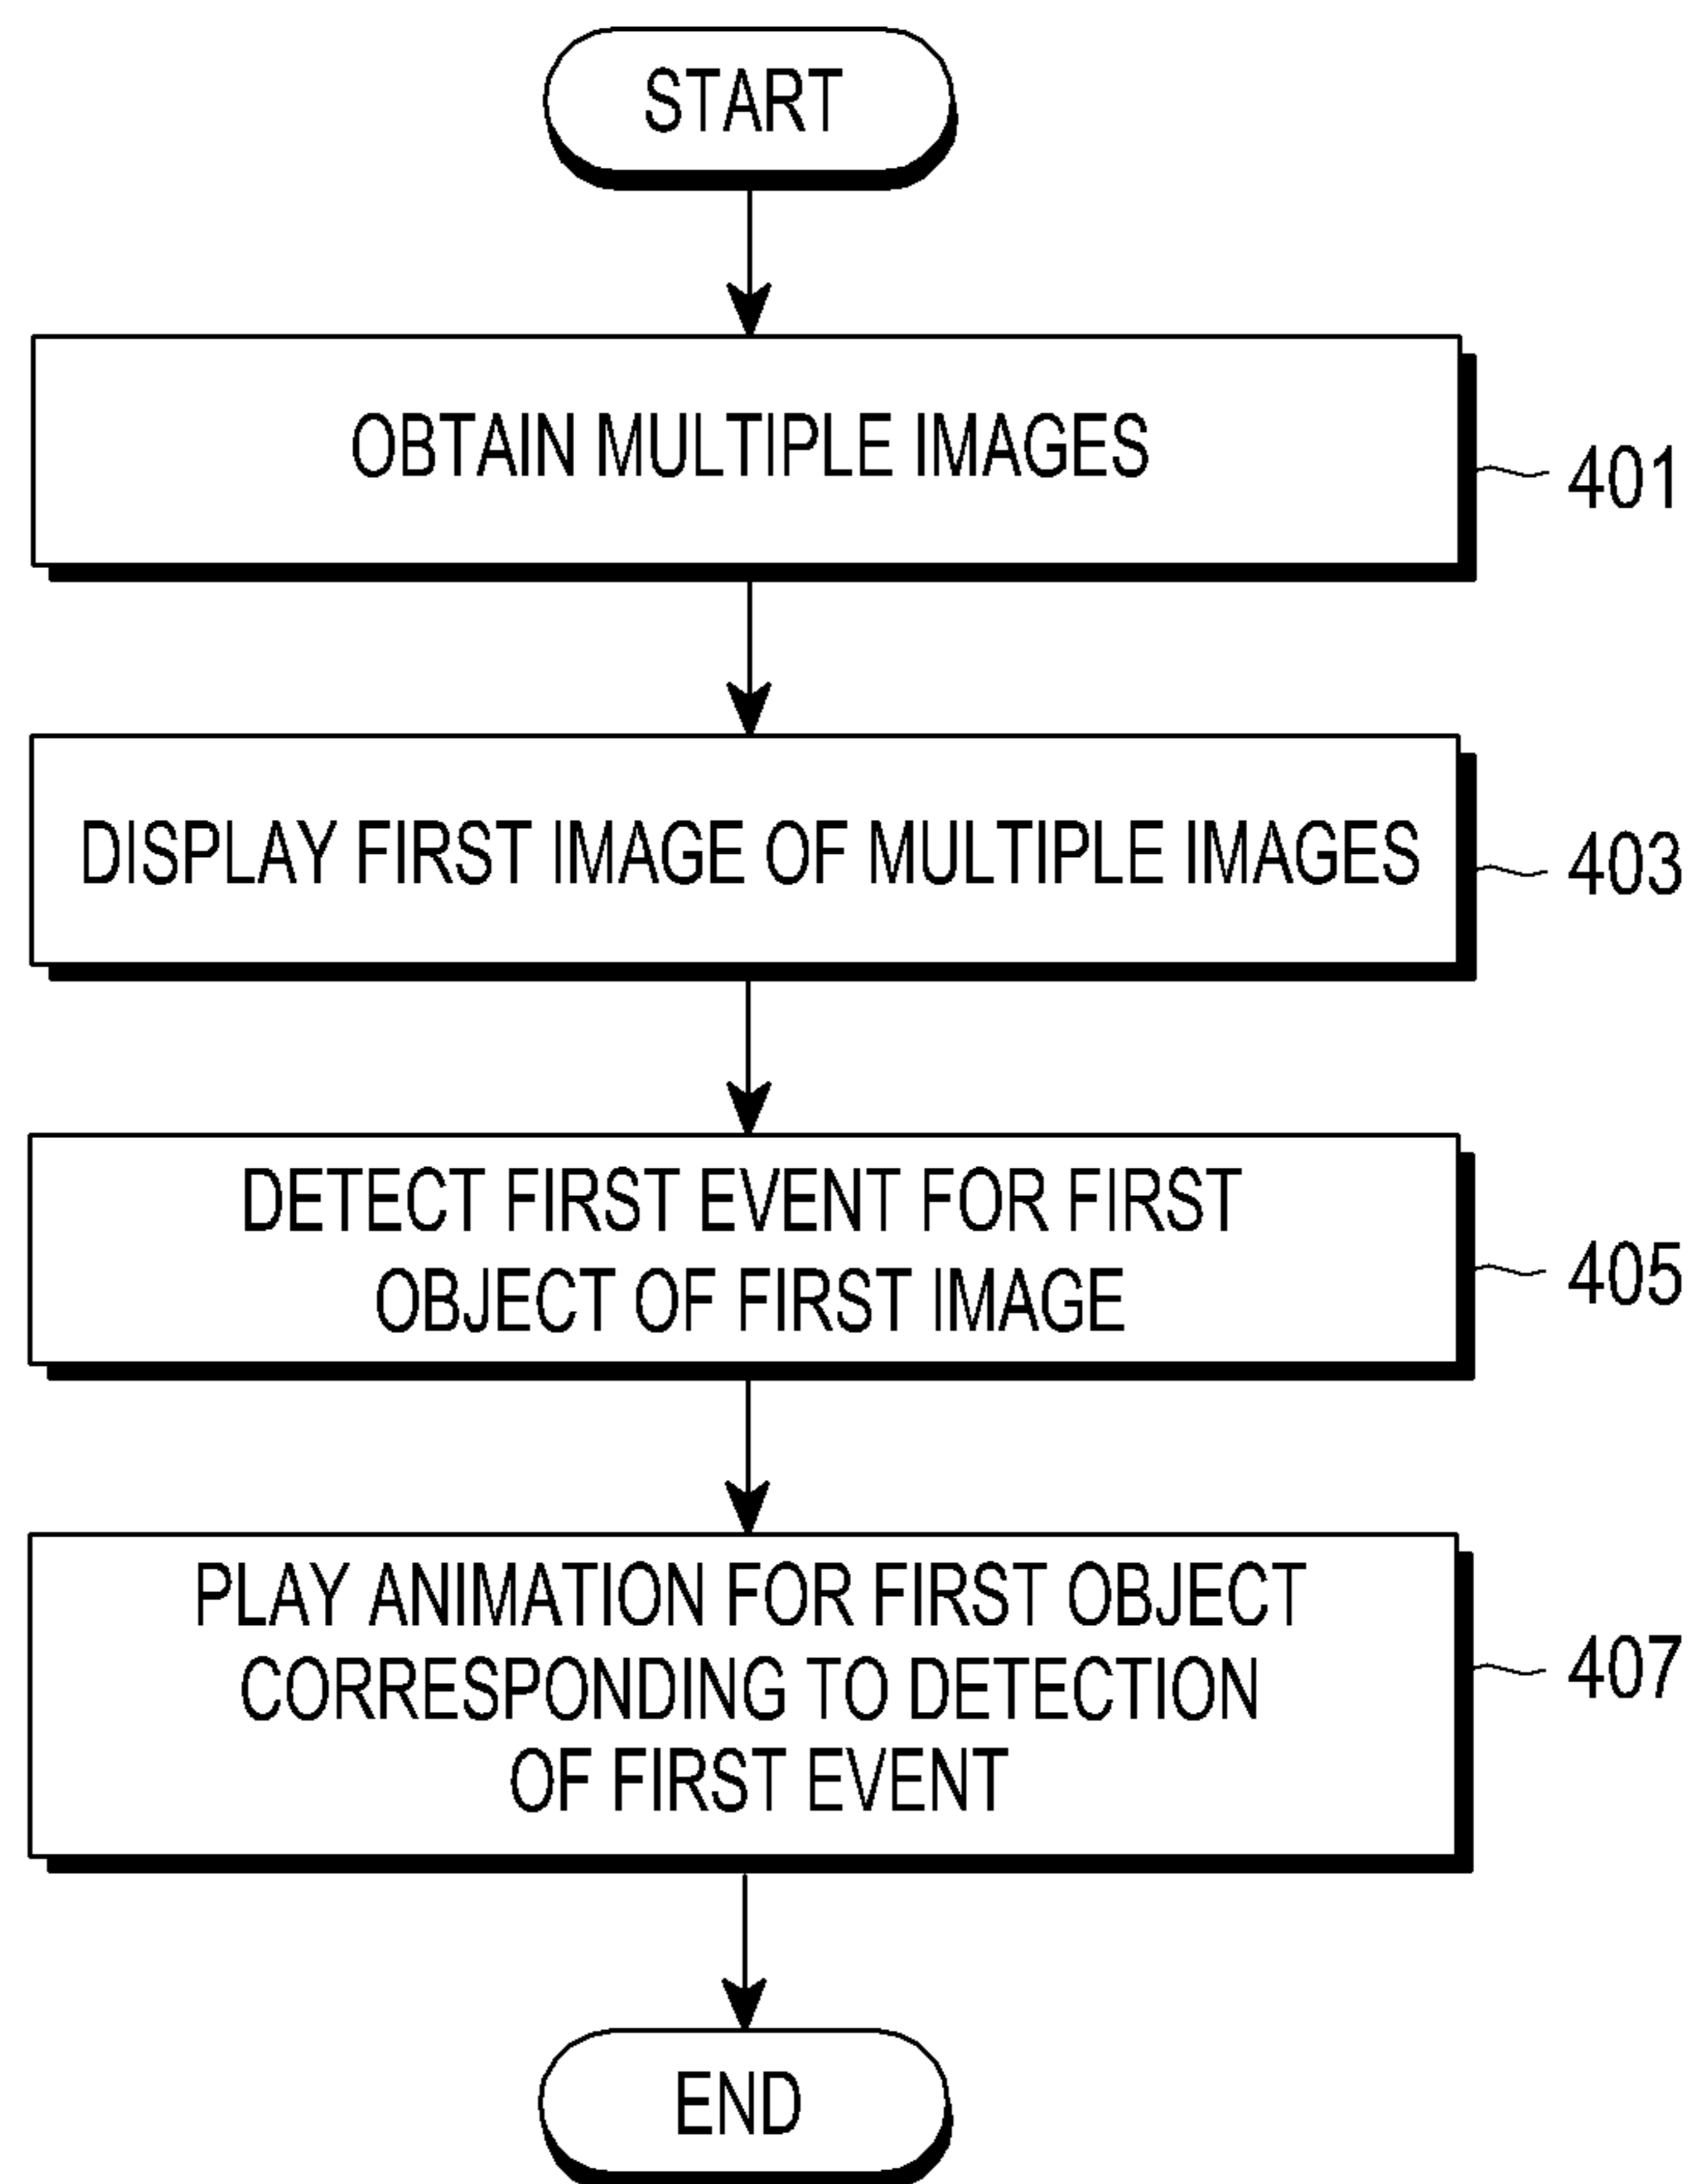 START
OBTAIN MULTIPLE IMAGES
401
DISPLAY FIRST IMAGE OF MULTIPLE IMAGES
403
DETECT FIRST EVENT FOR FIRST
OBJECT OF FIRST IMAGE
405
PLAY ANIMATION FOR FIRST OBJECT
CORRESPONDING TO DETECTION
OF FIRST EVENT
407
END